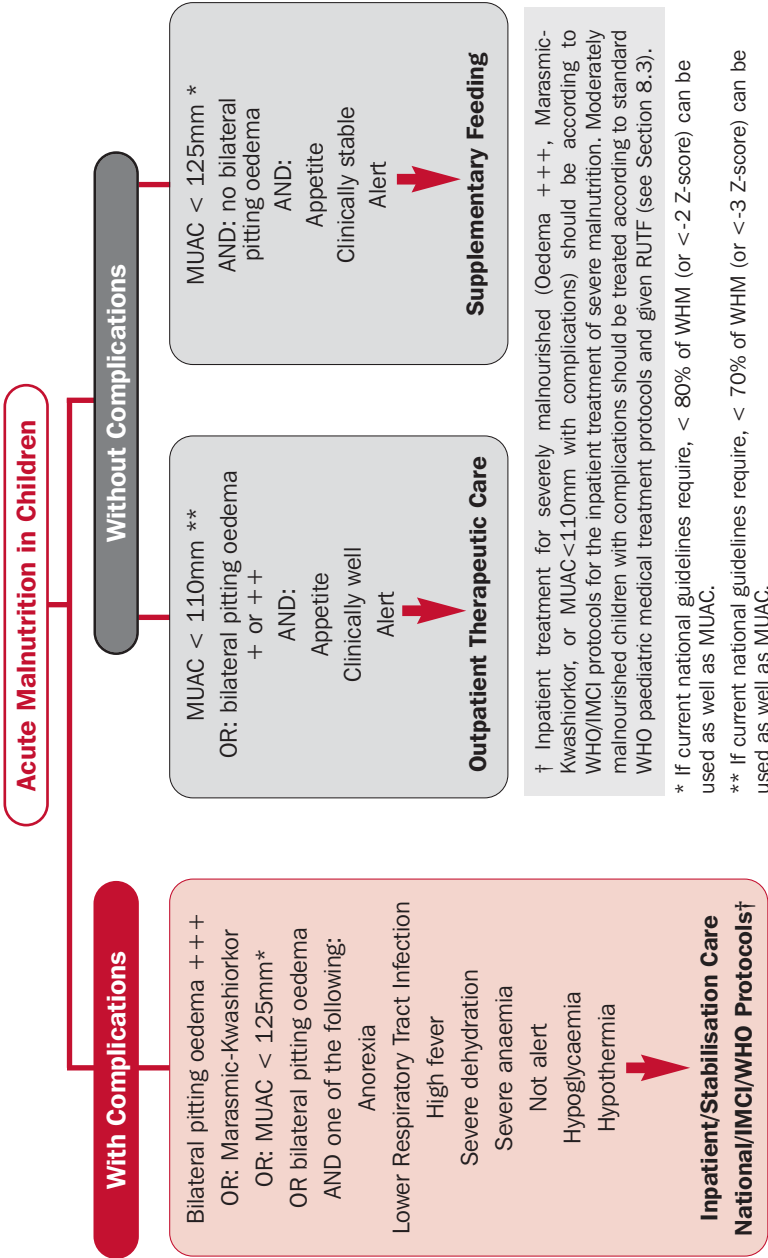 Acute Malnutrition in Children
With Complications
Bilateral pitting oedema +++
OR: Marasmic-Kwashiorkor
OR: MUAC < 125mm*
OR bilateral pitting oedema
AND one of the following:
Anorexia
Lower Respiratory Tract Infection
High fever
Severe dehydration
Severe anaemia
Not alert
Hypoglycaemia
Hypothermia
Inpatient/Stabilisation Care
National/IMCI/WHO Protocols†
Without Complications
MUAC < 110mm **
OR: bilateral pitting oedema
+ or ++
AND:
Appetite
Clinically well
Alert
Outpatient Therapeutic Care
MUAC < 125mm *
AND: no bilateral
pitting oedema
AND:
Appetite
Clinically stable
Alert
Supplementary Feeding
† Inpatient treatment for severely malnourished (Oedema +++, Marasmic-
Kwashiorkor, or MUAC<110mm with complications) should be according to
WHO/IMCI protocols for the inpatient treatment of severe malnutrition. Moderately
malnourished children with complications should be treated according to standard
WHO paediatric medical treatment protocols and given RUTF (see Section 8.3).
* If current national guidelines require, < 80% of WHM (or <-2 Z-score) can be
used as well as MUAC.
** If current national guidelines require, < 70% of WHM (or <-3 Z-score) can be
used as well as MUAC.